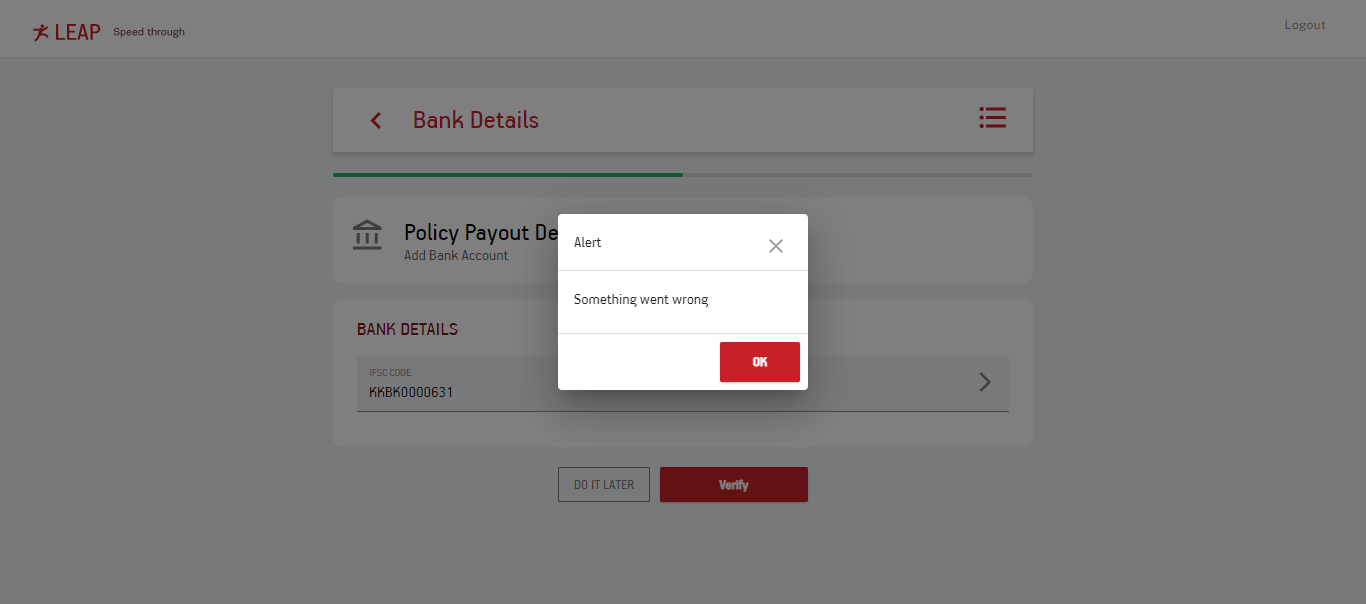 LEAP Speed through
Logout
Bank Details
Policy Payout De
Add Bank Account
Alert
Something went wrong
OK
BANK DETAILS
IFSC CODE
KKBK0000631
DO IT LATER
Verify